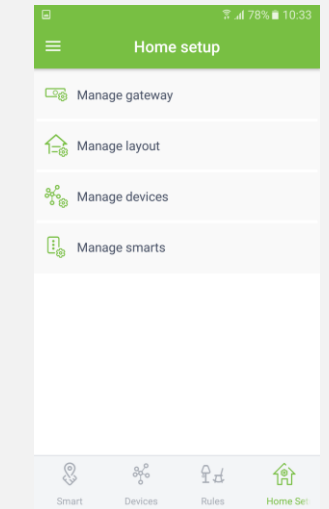 78% 10:33
Home setup
Manage gateway
Manage layout
Manage devices
Manage smarts
Smart Devices Rules Home Set